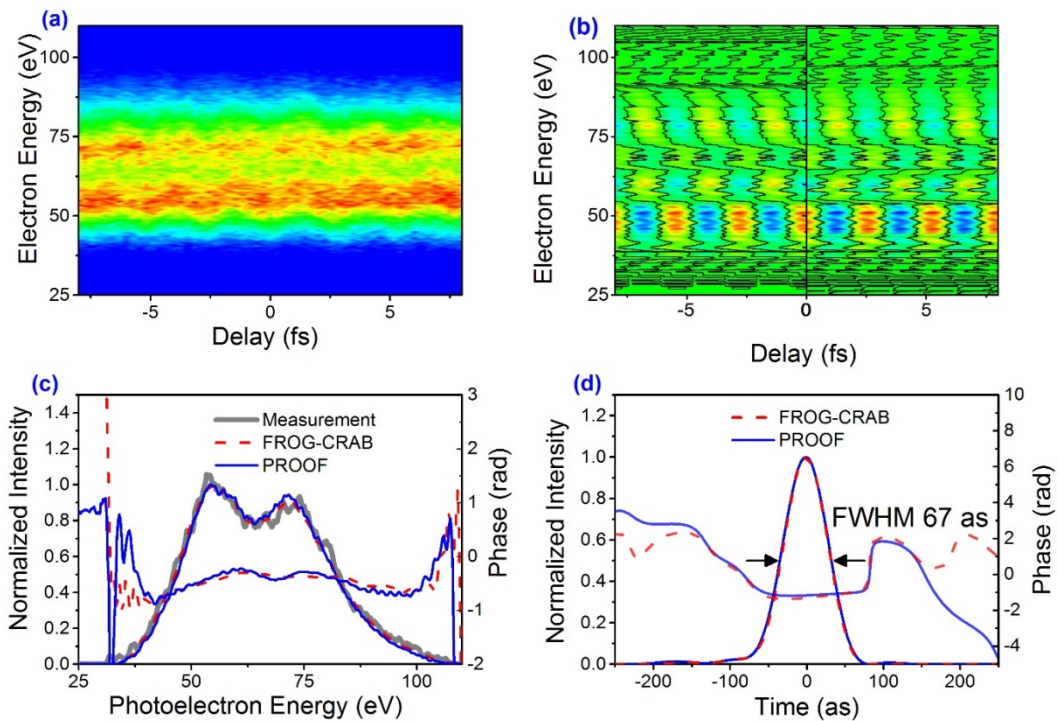 (a)
Electron Energy (eV)
100
75
50
25
-5
0
5
Delay (fs)
(b)
Electron Energy (eV)
100
75
50
25
-5
0
5
Delay (fs)
(c)
Normalized Intensity
1.4
1.2
1.0
0.8
0.6
0.4
0.2
0.0
Measurement
FROG-CRAB
PROOF
3
2
1
0
-1
-2
Phase (rad)
25
50
75
100
Photoelectron Energy (eV)
(d)
Normalized Intensity
1.2
1.0
0.8
0.6
0.4
0.2
0.0
FROG-CRAB
PROOF
FWHM 67 as
10
8
6
4
2
0
-2
-4
Phase (rad)
-200
-100
0
100
200
Time (as)